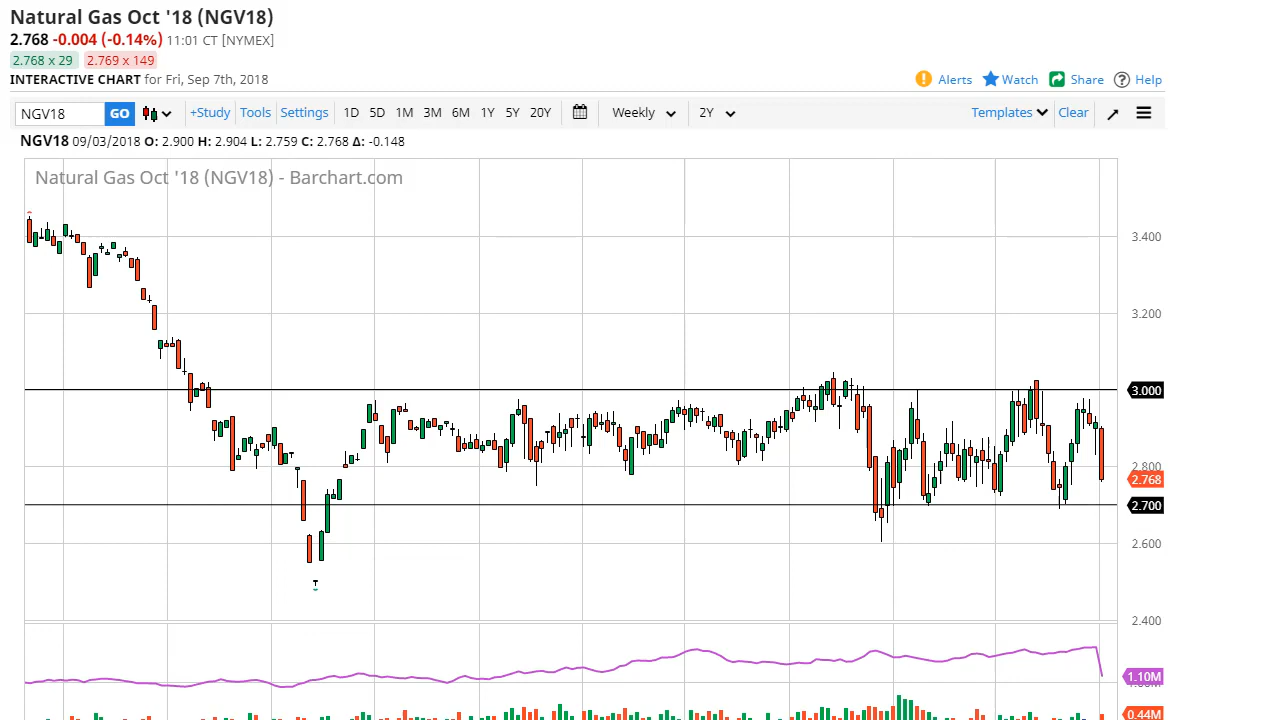 Natural Gas Oct '18 (NGV18)
2.768 -0.004 (-0.14%) 11:01 CT [NYMEX]
2.768 x 29 2.769 x 149
INTERACTIVE CHART for Fri, Sep 7th, 2018
Alerts Watch Share Help
NGV18 GO +Study Tools Settings 1D 5D 1M 3M 6M 1Y 5Y 20Y Weekly 2Y Templates Clear
NGV18 09/03/2018 O: 2.900 H: 2.904 L: 2.759 C: 2.768 Δ: -0.148
Natural Gas Oct '18 (NGV18) - Barchart.com
3.400
3.200
3.000
2.800
2.768
2.700
2.600
2.400
1.10M
0.44M